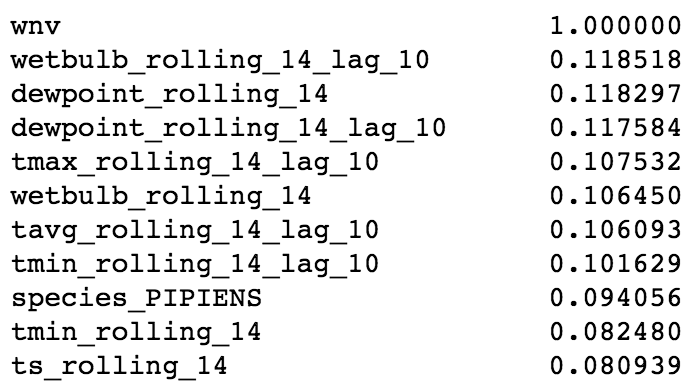 wnv 1.000000
wetbulb_rolling_14_lag_10 0.118518
dewpoint_rolling_14 0.118297
dewpoint_rolling_14_lag_10 0.117584
tmax_rolling_14_lag_10 0.107532
wetbulb_rolling_14 0.106450
tavg_rolling_14_lag_10 0.106093
tmin_rolling_14_lag_10 0.101629
species_PIPIENS 0.094056
tmin_rolling_14 0.082480
ts_rolling_14 0.080939